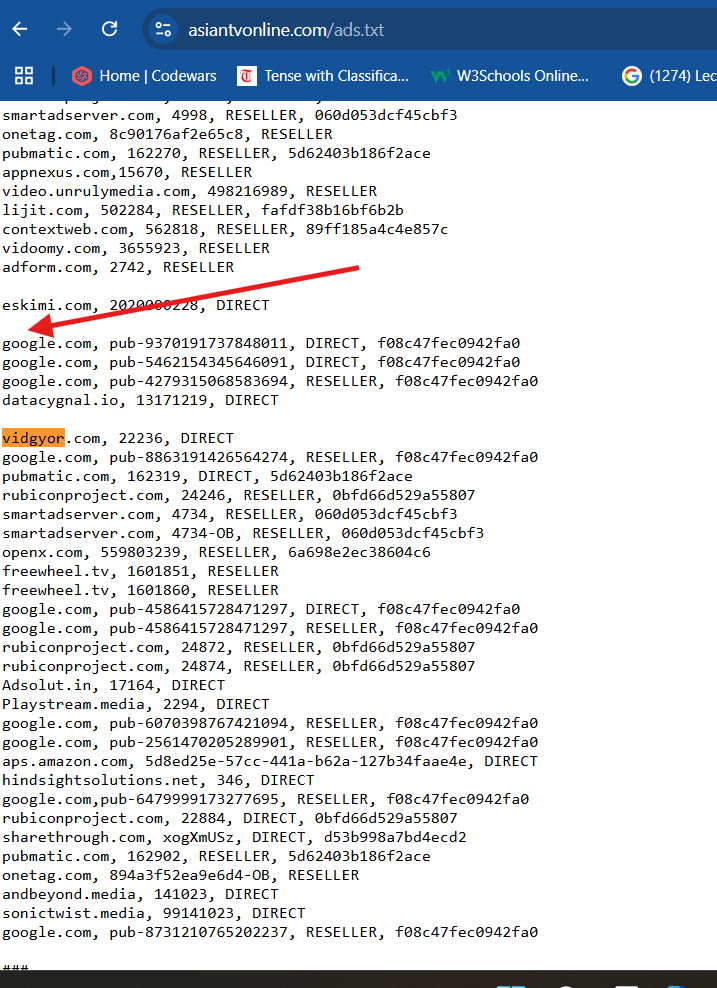 asiantvonline.com/ads.txt
Home | Codewars
Tense with Classifica...
W3Schools Online...
(1274) Lec
smartadserver.com, 4998, RESELLER, 060d053dcf45cbf3
onetag.com, 8c90176af2e65c8, RESELLER
pubmatic.com, 162270, RESELLER, 5d62403b186f2ace
appnexus.com,15670, RESELLER
video.unrulymedia.com, 498216989, RESELLER
lijit.com, 502284, RESELLER, fafdf38b16bf6b2b
contextweb.com, 562818, RESELLER, 89ff185a4c4e857c
vidoomy.com, 3655923, RESELLER
adform.com, 2742, RESELLER
eskimi.com, 2020000228, DIRECT
google.com, pub-9370191737848011, DIRECT, f08c47fec0942fa0
google.com, pub-5462154345646091, DIRECT, f08c47fec0942fa0
google.com, pub-4279315068583694, RESELLER, f08c47fec0942fa0
datacygnal.io, 13171219, DIRECT
vidgyor.com, 22236, DIRECT
google.com, pub-8863191426564274, RESELLER, f08c47fec0942fa0
pubmatic.com, 162319, DIRECT, 5d62403b186f2ace
rubiconproject.com, 24246, RESELLER, 0bfd66d529a55807
smartadserver.com, 4734, RESELLER, 060d053dcf45cbf3
smartadserver.com, 4734-OB, RESELLER, 060d053dcf45cbf3
openx.com, 559803239, RESELLER, 6a698e2ec38604c6
freewheel.tv, 1601851, RESELLER
freewheel.tv, 1601860, RESELLER
google.com, pub-4586415728471297, DIRECT, f08c47fec0942fa0
google.com, pub-4586415728471297, RESELLER, f08c47fec0942fa0
rubiconproject.com, 24872, RESELLER, 0bfd66d529a55807
rubiconproject.com, 24874, RESELLER, 0bfd66d529a55807
Adsolut.in, 17164, DIRECT
Playstream.media, 2294, DIRECT
google.com, pub-6070398767421094, RESELLER, f08c47fec0942fa0
google.com, pub-2561470205289901, RESELLER, f08c47fec0942fa0
aps.amazon.com, 5d8ed25e-57cc-441a-b62a-127b34faae4e, DIRECT
hindsightsolutions.net, 346, DIRECT
google.com,pub-6479999173277695, RESELLER, f08c47fec0942fa0
rubiconproject.com, 22884, DIRECT, 0bfd66d529a55807
sharethrough.com, xogXmUSz, DIRECT, d53b998a7bd4ecd2
pubmatic.com, 162902, RESELLER, 5d62403b186f2ace
onetag.com, 894a3f52ea9e6d4-OB, RESELLER
andbeyond.media, 141023, DIRECT
sonictwist.media, 99141023, DIRECT
google.com, pub-8731210765202237, RESELLER, f08c47fec0942fa0
###